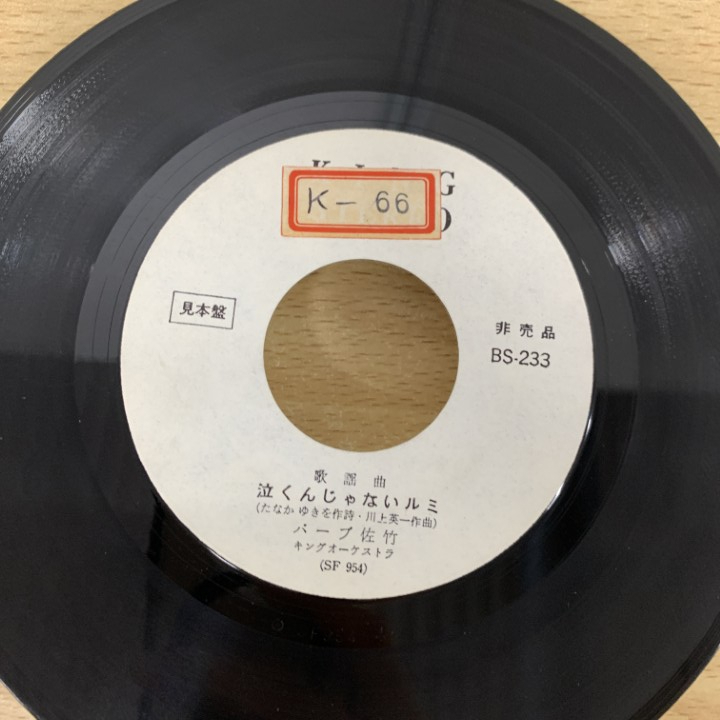 K I N G
K- 66
見本盤
非売品
BS-233
歌謡曲
泣くんじゃないルミ
(たなか ゆきを作詩・川上英一作曲)
バーブ佐竹
キングオーケストラ
(SF 954)